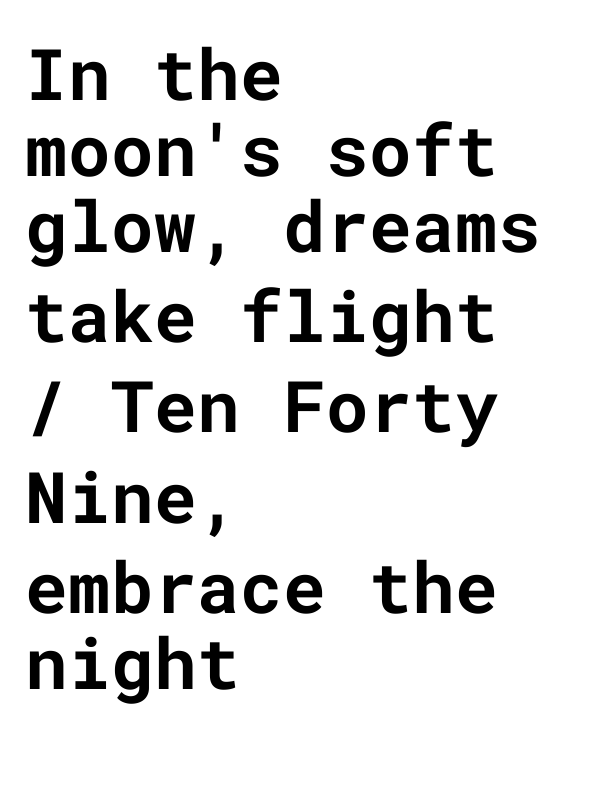 In the
moon's soft
glow, dreams
take flight
/ Ten Forty
Nine,
embrace the
night